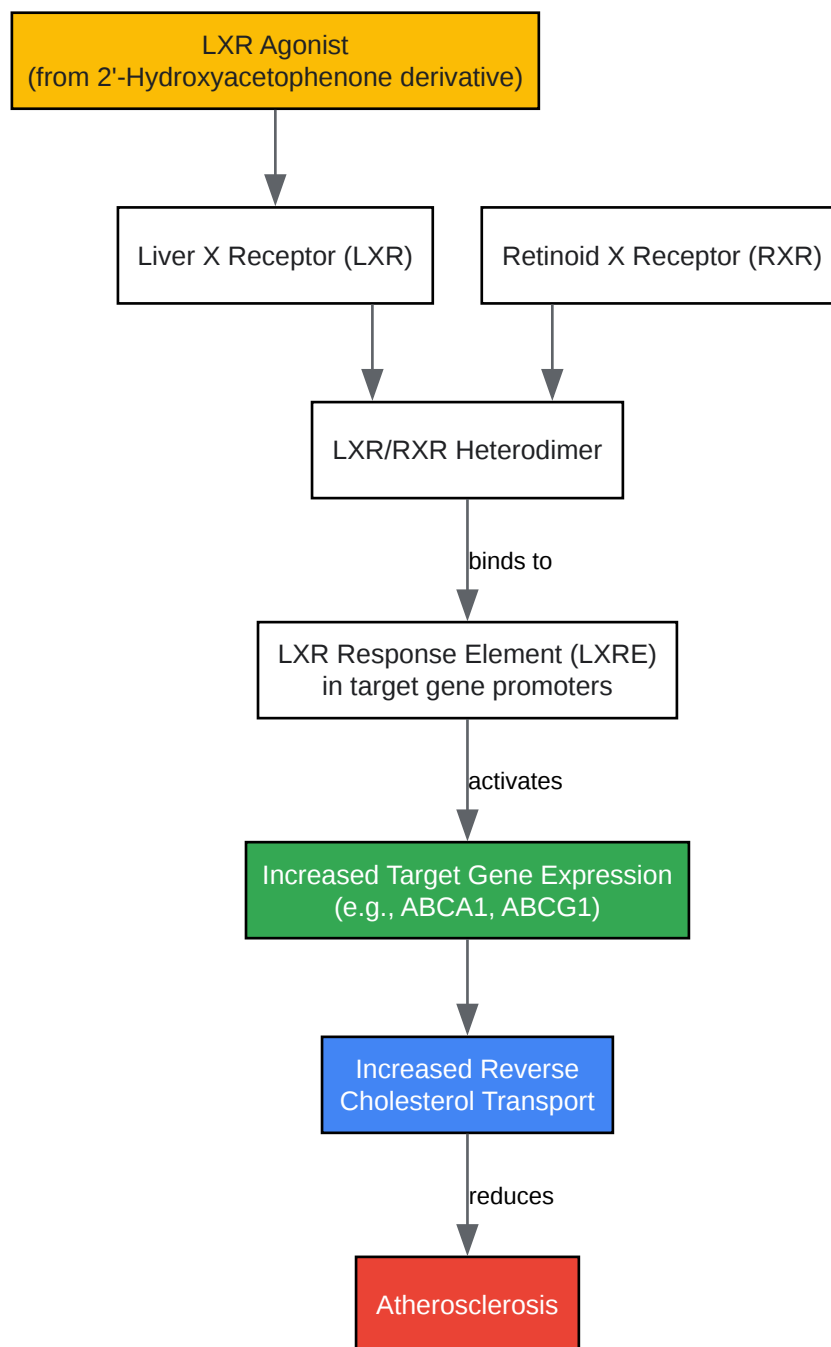 LXR Agonist
(from 2'-Hydroxyacetophenone derivative)
Liver X Receptor (LXR)
Retinoid X Receptor (RXR)
LXR/RXR Heterodimer
binds to
LXR Response Element (LXRE)
in target gene promoters
activates
Increased Target Gene Expression
(e.g., ABCA1, ABCG1)
Increased Reverse
Cholesterol Transport
reduces
Atherosclerosis